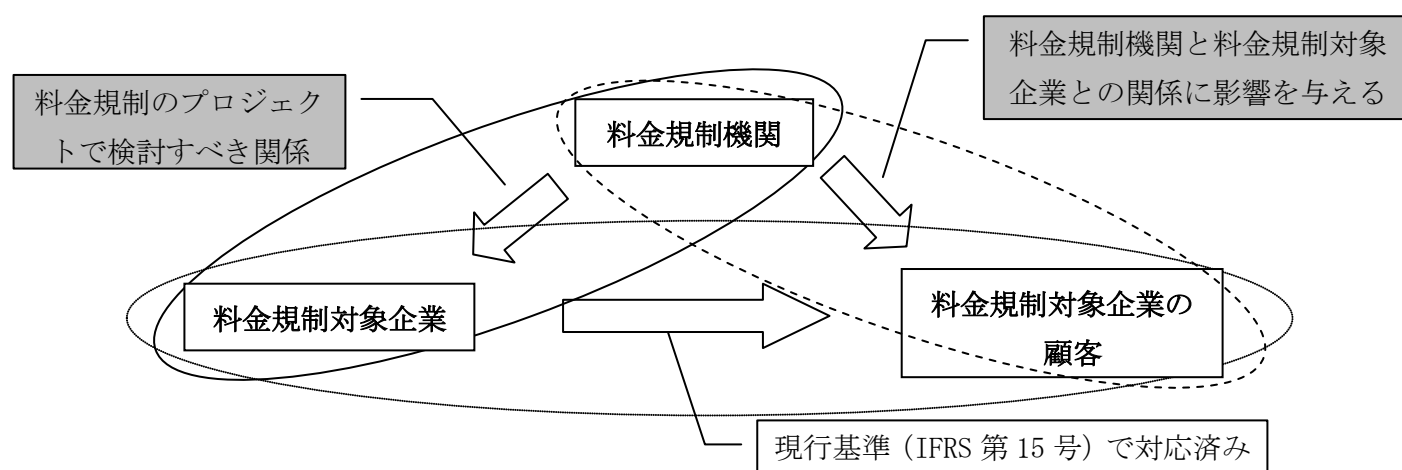 料金規制機関と料金規制対象
企業との関係に影響を与える
料金規制のプロジェク
トで検討すべき関係
料金規制機関
料金規制対象企業
料金規制対象企業の
顧客
現行基準（IFRS 第 15 号）で対応済み